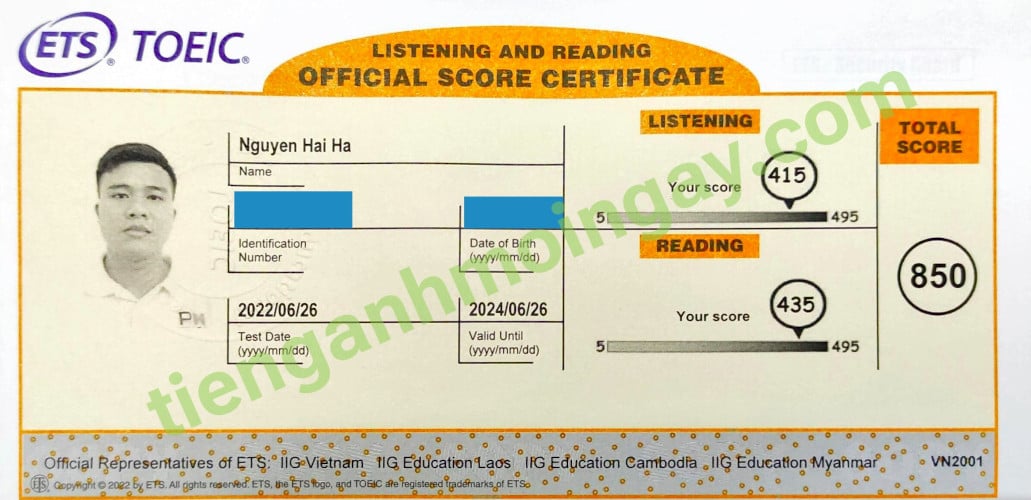 ETS® TOEIC®
LISTENING AND READING
OFFICIAL SCORE CERTIFICATE
Nguyen Hai Ha
Name
Identification
Number
Date of Birth
(yyyy/mm/dd)
2022/06/26
Test Date
(yyyy/mm/dd)
2024/06/26
Valid Until
(yyyy/mm/dd)
PM
LISTENING
Your score
415
5
495
READING
Your score
435
5
495
TOTAL
SCORE
850
tienganhmoingay.com
Official Representatives of ETS: IIG Vietnam IIG Education Laos IIG Education Cambodia IIG Education Myanmar VN2001
Copyright © 2022 by ETS. All rights reserved. ETS, the ETS logo, and TOEIC are registered trademarks of ETS.